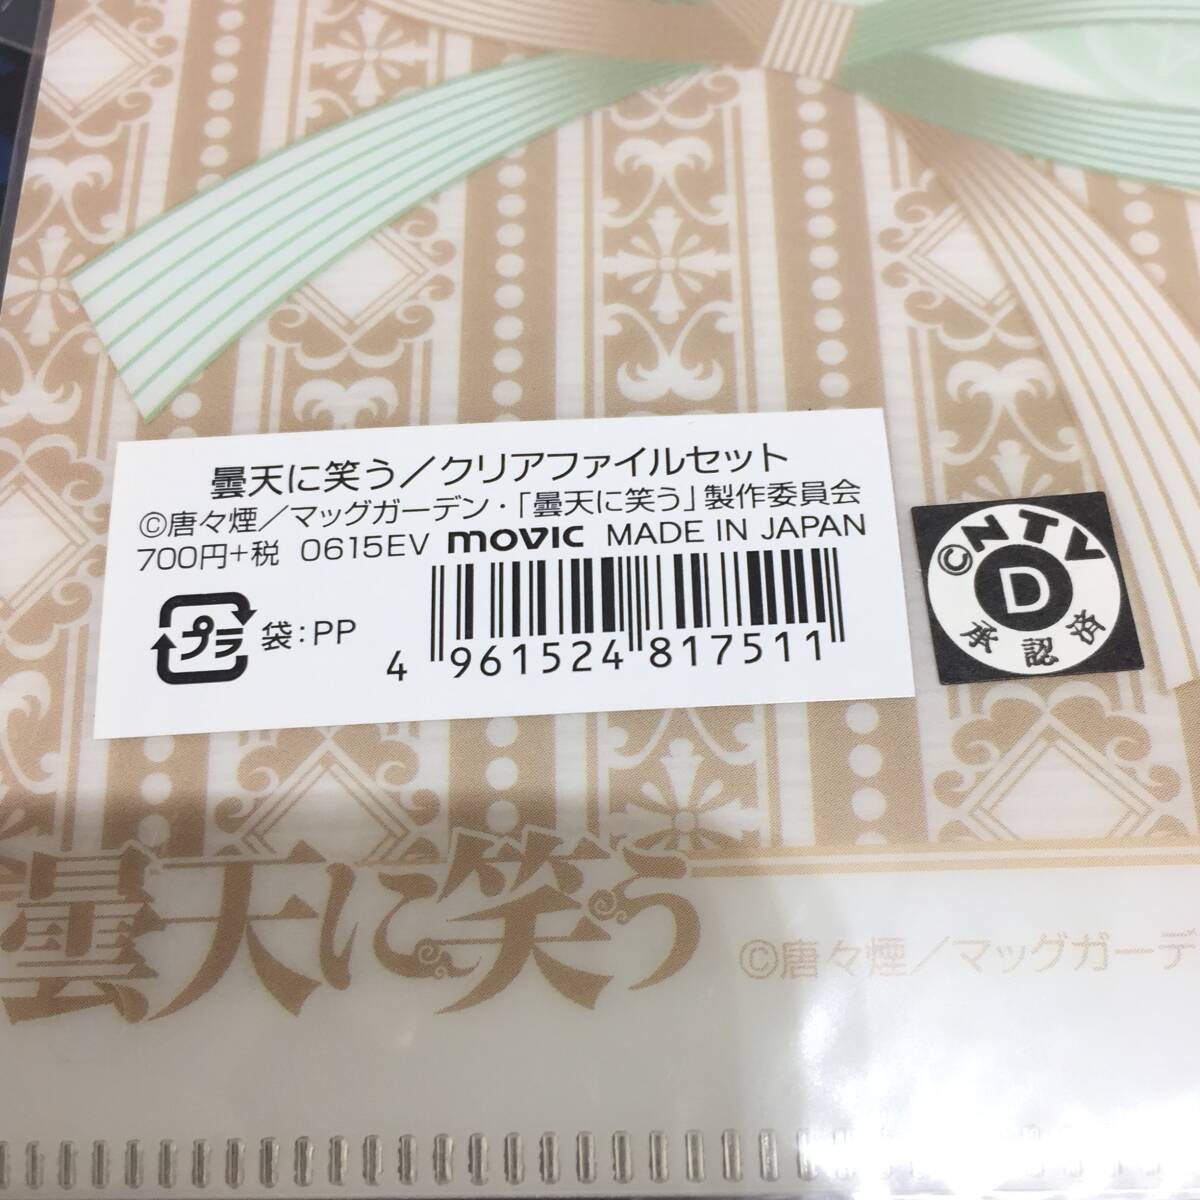 曇天に笑う／クリアファイルセット
©唐々煙／マッグガーデン・「曇天に笑う」製作委員会
700円+税 0615EV movic MADE IN JAPAN
プラ 袋:PP
4 961524 817511
©NTV
D
承認済
曇天に笑う
©唐々煙／マッグガーデ